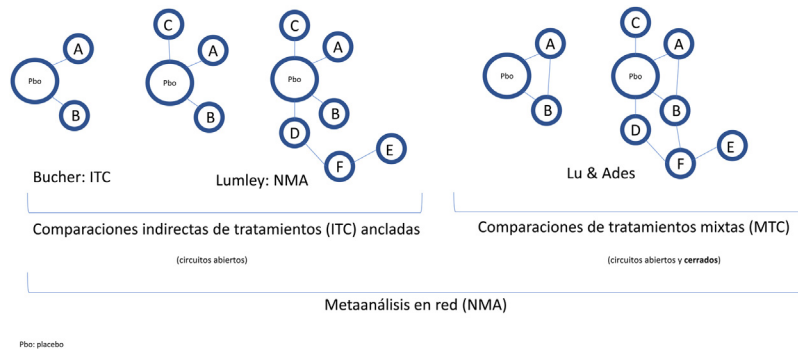 C
A
Pbo
B
C
A
Pbo
B
C
A
Pbo
B
D
F
E
A
Pbo
B
C
A
Pbo
B
D
F
E
Bucher: ITC
Lumley: NMA
Lu & Ades
Comparaciones indirectas de tratamientos (ITC) ancladas
(circuitos abiertos)
Comparaciones de tratamientos mixtas (MTC)
(circuitos abiertos y cerrados)
Metaanálisis en red (NMA)
Pbo: placebo